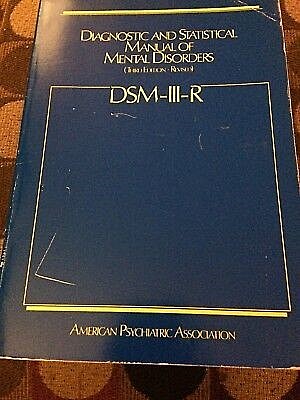 DIAGNOSTIC AND STATISTICAL
MANUAL OF
MENTAL DISORDERS
(THIRD EDITION - REVISED)
DSM-III-R
AMERICAN PSYCHIATRIC ASSOCIATION